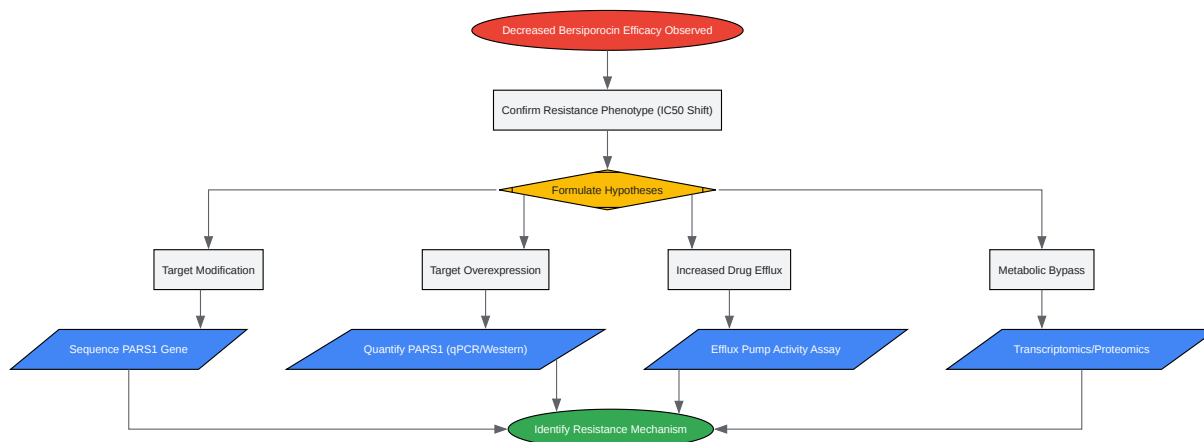 Decreased Bersiporocin Efficacy Observed
Confirm Resistance Phenotype (IC50 Shift)
Formulate Hypotheses
Target Modification
Target Overexpression
Increased Drug Efflux
Metabolic Bypass
Sequence PARS1 Gene
Quantify PARS1 (qPCR/Western)
Efflux Pump Activity Assay
Transcriptomics/Proteomics
Identify Resistance Mechanism